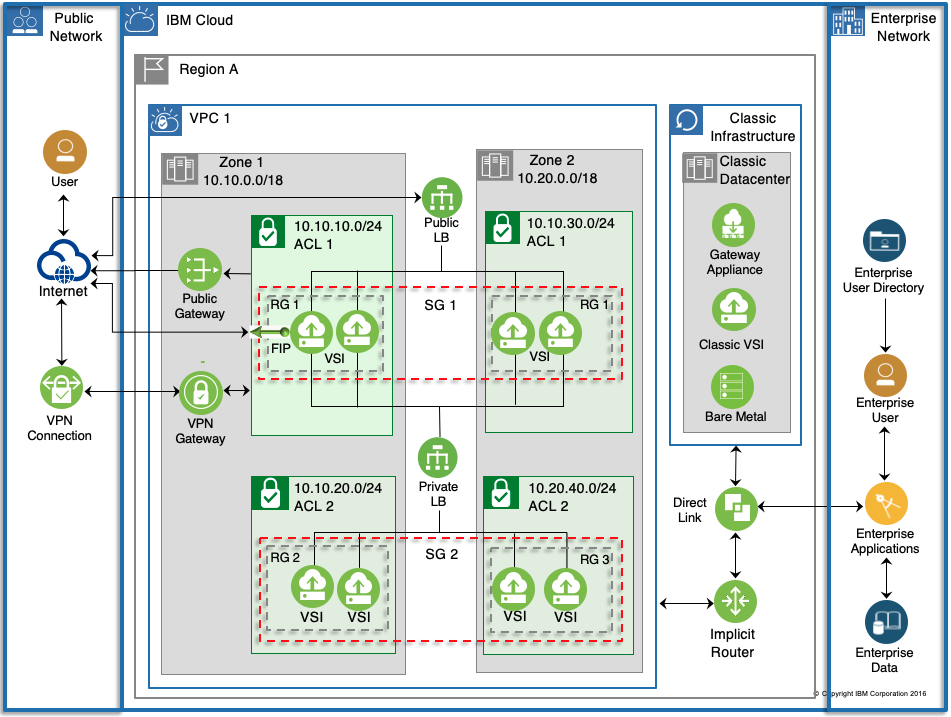 Public
Network
IBM Cloud
Enterprise
Network
Region A
VPC 1
Classic
Infrastructure
Zone 1
10.10.0.0/18
Zone 2
10.20.0.0/18
Classic
Datacenter
User
Public
LB
10.10.10.0/24
ACL 1
10.10.30.0/24
ACL 1
Gateway
Appliance
Internet
Public
Gateway
Enterprise
User Directory
RG 1
SG 1
RG 1
FIP
VSI
VSI
Classic VSI
VPN
Connection
VPN
Gateway
Bare Metal
Enterprise
User
Private
LB
10.10.20.0/24
ACL 2
10.20.40.0/24
ACL 2
Direct
Link
Enterprise
Applications
RG 2
SG 2
RG 3
VSI
VSI
VSI
VSI
Implicit
Router
Enterprise
Data
© Copyright IBM Corporation 2016